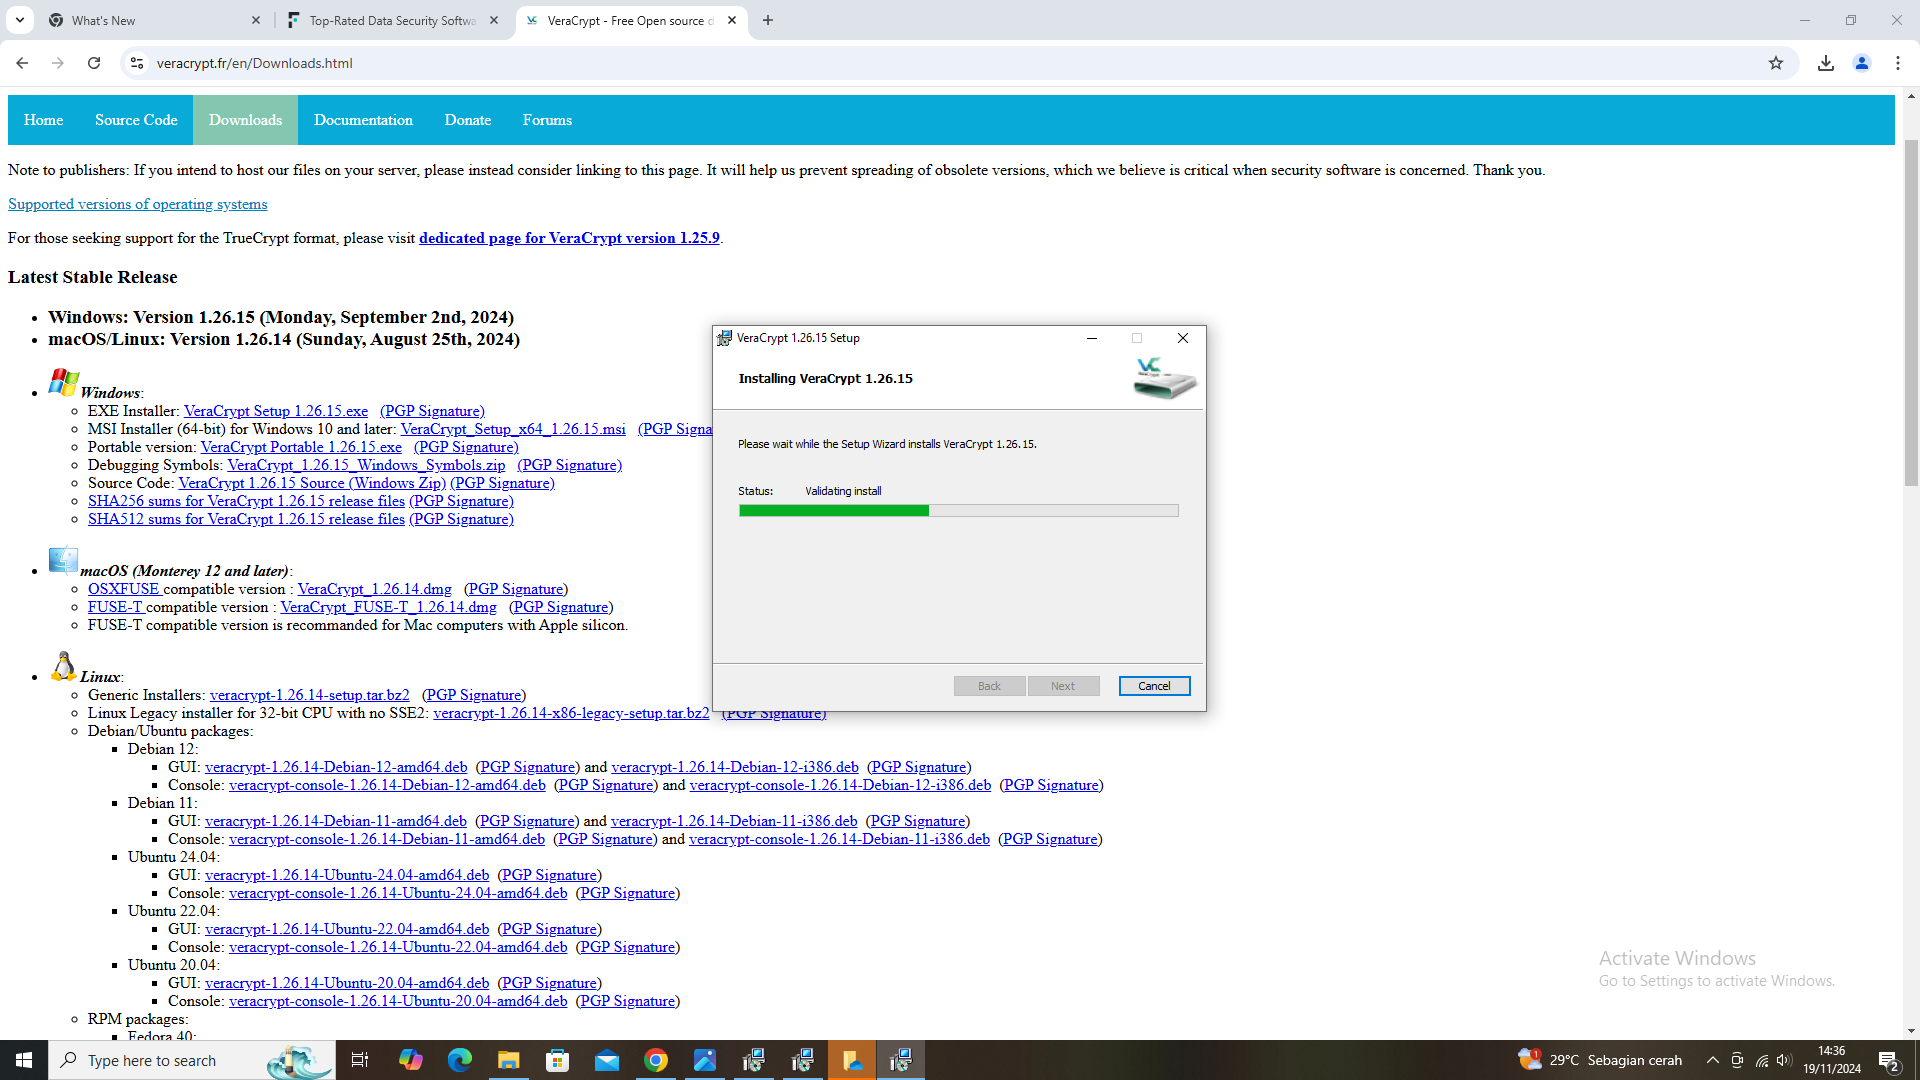 What's New
Top-Rated Data Security Softwa
VeraCrypt - Free Open source d
veracrypt.fr/en/Downloads.html
Home Source Code Downloads Documentation Donate Forums
Note to publishers: If you intend to host our files on your server, please instead consider linking to this page. It will help us prevent spreading of obsolete versions, which we believe is critical when security software is concerned. Thank you.
Supported versions of operating systems
For those seeking support for the TrueCrypt format, please visit dedicated page for VeraCrypt version 1.25.9.
Latest Stable Release
Windows: Version 1.26.15 (Monday, September 2nd, 2024)
macOS/Linux: Version 1.26.14 (Sunday, August 25th, 2024)
Windows:
EXE Installer: VeraCrypt Setup 1.26.15.exe (PGP Signature)
MSI Installer (64-bit) for Windows 10 and later: VeraCrypt_Setup_x64_1.26.15.msi (PGP Signa
Portable version: VeraCrypt Portable 1.26.15.exe (PGP Signature)
Debugging Symbols: VeraCrypt_1.26.15_Windows_Symbols.zip (PGP Signature)
Source Code: VeraCrypt 1.26.15 Source (Windows Zip) (PGP Signature)
SHA256 sums for VeraCrypt 1.26.15 release files (PGP Signature)
SHA512 sums for VeraCrypt 1.26.15 release files (PGP Signature)
macOS (Monterey 12 and later):
OSXFUSE compatible version : VeraCrypt_1.26.14.dmg (PGP Signature)
FUSE-T compatible version : VeraCrypt_FUSE-T_1.26.14.dmg (PGP Signature)
FUSE-T compatible version is recommanded for Mac computers with Apple silicon.
Linux:
Generic Installers: veracrypt-1.26.14-setup.tar.bz2 (PGP Signature)
Linux Legacy installer for 32-bit CPU with no SSE2: veracrypt-1.26.14-x86-legacy-setup.tar.bz2 (PGP Signature)
Debian/Ubuntu packages:
Debian 12:
GUI: veracrypt-1.26.14-Debian-12-amd64.deb (PGP Signature) and veracrypt-1.26.14-Debian-12-i386.deb (PGP Signature)
Console: veracrypt-console-1.26.14-Debian-12-amd64.deb (PGP Signature) and veracrypt-console-1.26.14-Debian-12-i386.deb (PGP Signature)
Debian 11:
GUI: veracrypt-1.26.14-Debian-11-amd64.deb (PGP Signature) and veracrypt-1.26.14-Debian-11-i386.deb (PGP Signature)
Console: veracrypt-console-1.26.14-Debian-11-amd64.deb (PGP Signature) and veracrypt-console-1.26.14-Debian-11-i386.deb (PGP Signature)
Ubuntu 24.04:
GUI: veracrypt-1.26.14-Ubuntu-24.04-amd64.deb (PGP Signature)
Console: veracrypt-console-1.26.14-Ubuntu-24.04-amd64.deb (PGP Signature)
Ubuntu 22.04:
GUI: veracrypt-1.26.14-Ubuntu-22.04-amd64.deb (PGP Signature)
Console: veracrypt-console-1.26.14-Ubuntu-22.04-amd64.deb (PGP Signature)
Ubuntu 20.04:
GUI: veracrypt-1.26.14-Ubuntu-20.04-amd64.deb (PGP Signature)
Console: veracrypt-console-1.26.14-Ubuntu-20.04-amd64.deb (PGP Signature)
RPM packages:
Fedora 40:
VeraCrypt 1.26.15 Setup
Installing VeraCrypt 1.26.15
Please wait while the Setup Wizard installs VeraCrypt 1.26.15.
Status: Validating install
Back Next Cancel
Activate Windows
Go to Settings to activate Windows.
Type here to search
29°C Sebagian cerah
14:36
19/11/2024
2